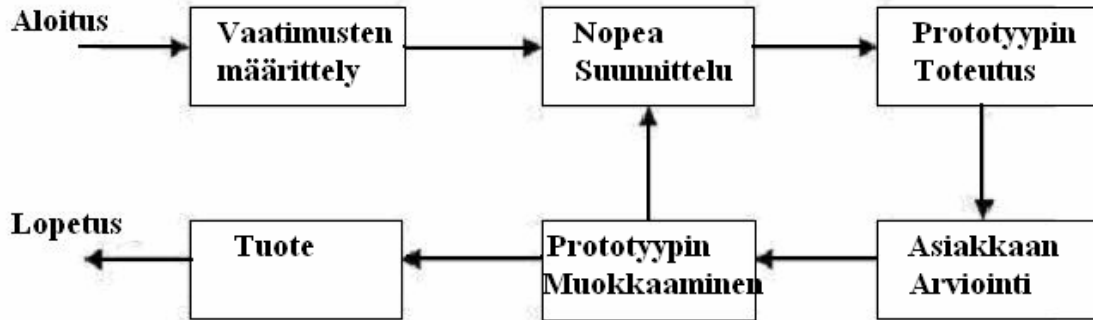 Aloitus
Vaatimusten
määrittely
Nopea
Suunnittelu
Prototyypin
Toteutus
Lopetus
Tuote
Prototyypin
Muokkaaminen
Asiakkaan
Arviointi